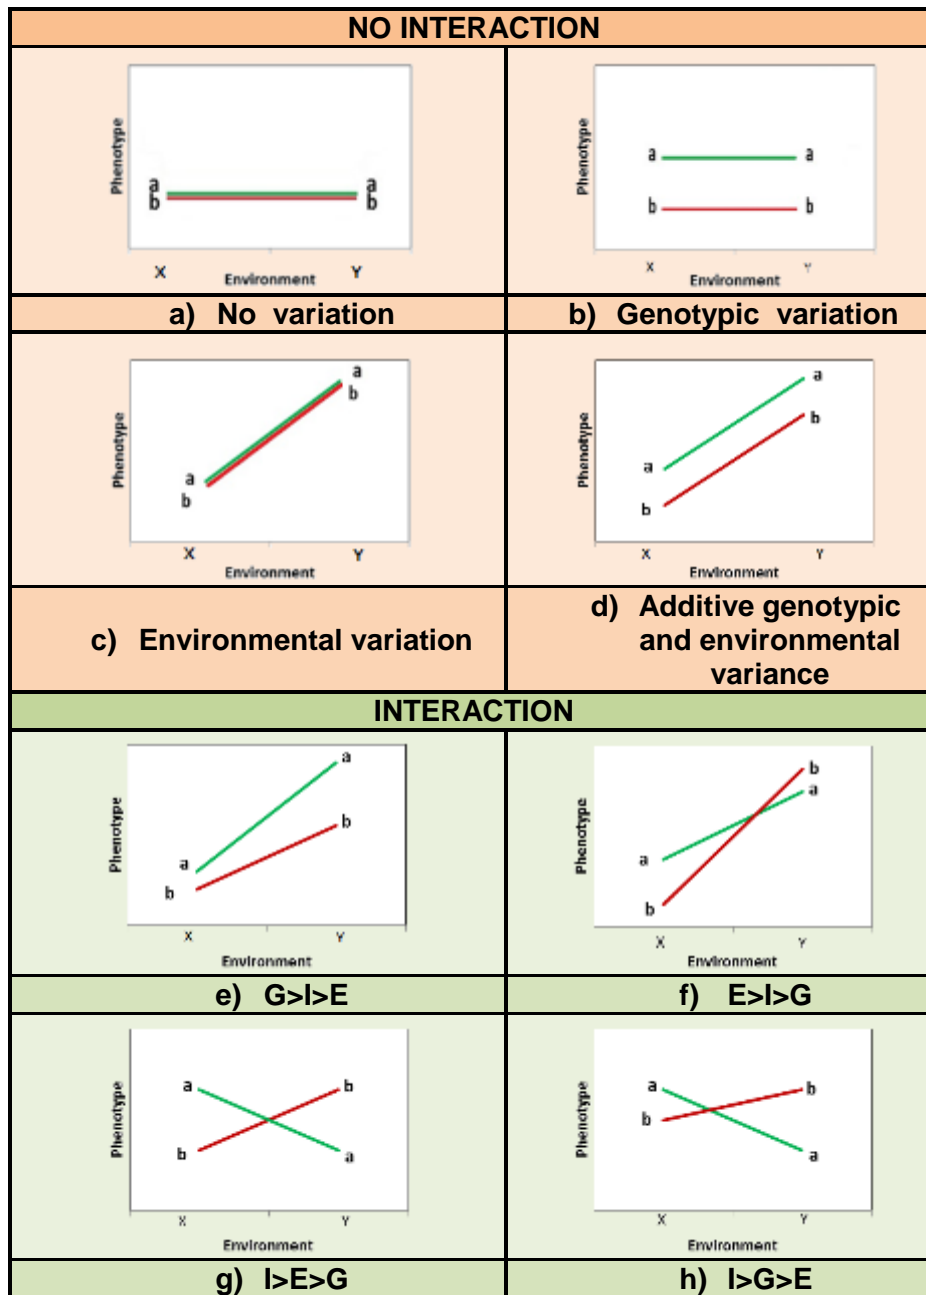 NO INTERACTION
Phenotype
a
b
a
b
X
Y
Environment
Phenotype
a
b
a
b
X
Y
Environment
a) No variation
b) Genotypic variation
Phenotype
a
b
a
b
X
Y
Environment
Phenotype
a
b
a
b
X
Y
Environment
c) Environmental variation
d) Additive genotypic
and environmental
variance
INTERACTION
Phenotype
a
b
a
b
X
Y
Environment
Phenotype
a
b
b
a
X
Y
Environment
e) G>I>E
f) E>I>G
Phenotype
a
b
b
a
X
Y
Environment
Phenotype
a
b
b
a
X
Y
Environment
g) I>E>G
h) I>G>E